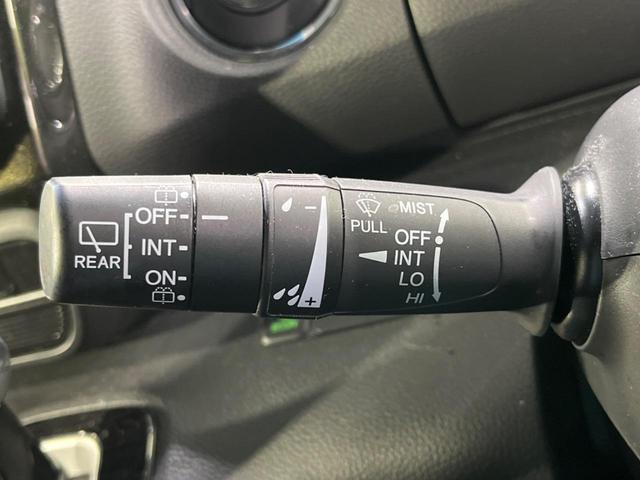 REAR
OFF
INT
ON
-
+
PULL
MIST
OFF
INT
LO
HI